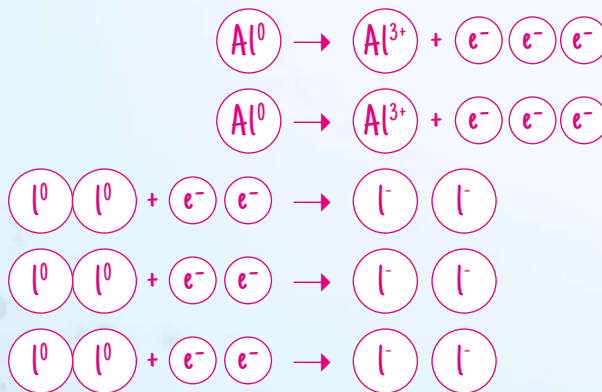 Al⁰ → Al³⁺ + e⁻ e⁻ e⁻
Al⁰ → Al³⁺ + e⁻ e⁻ e⁻
I⁰ I⁰ + e⁻ e⁻ → I⁻ I⁻
I⁰ I⁰ + e⁻ e⁻ → I⁻ I⁻
I⁰ I⁰ + e⁻ e⁻ → I⁻ I⁻